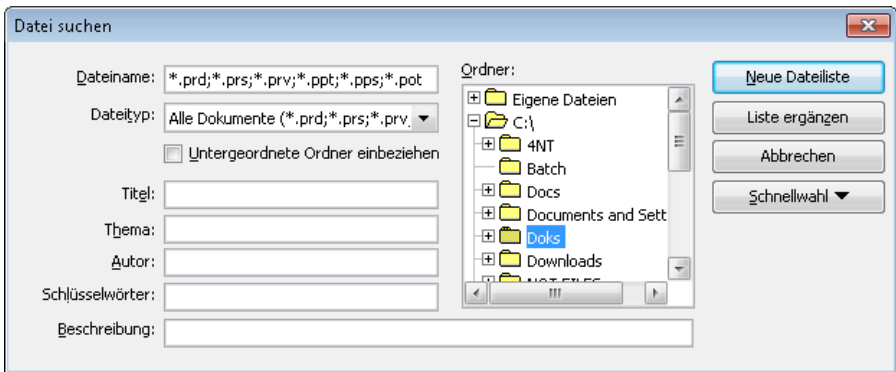 Datei suchen
Dateiname:
*.prd;*.prs;*.prv;*.ppt;*.pps;*.pot
Dateityp:
Alle Dokumente (*.prd;*.prs;*.prv
Untergeordnete Ordner einbeziehen
Titel:
Thema:
Autor:
Schlüsselwörter:
Beschreibung:
Ordner:
Eigene Dateien
C:\
4NT
Batch
Docs
Documents and Sett
Doks
Downloads
Neue Dateiliste
Liste ergänzen
Abbrechen
Schnellwahl